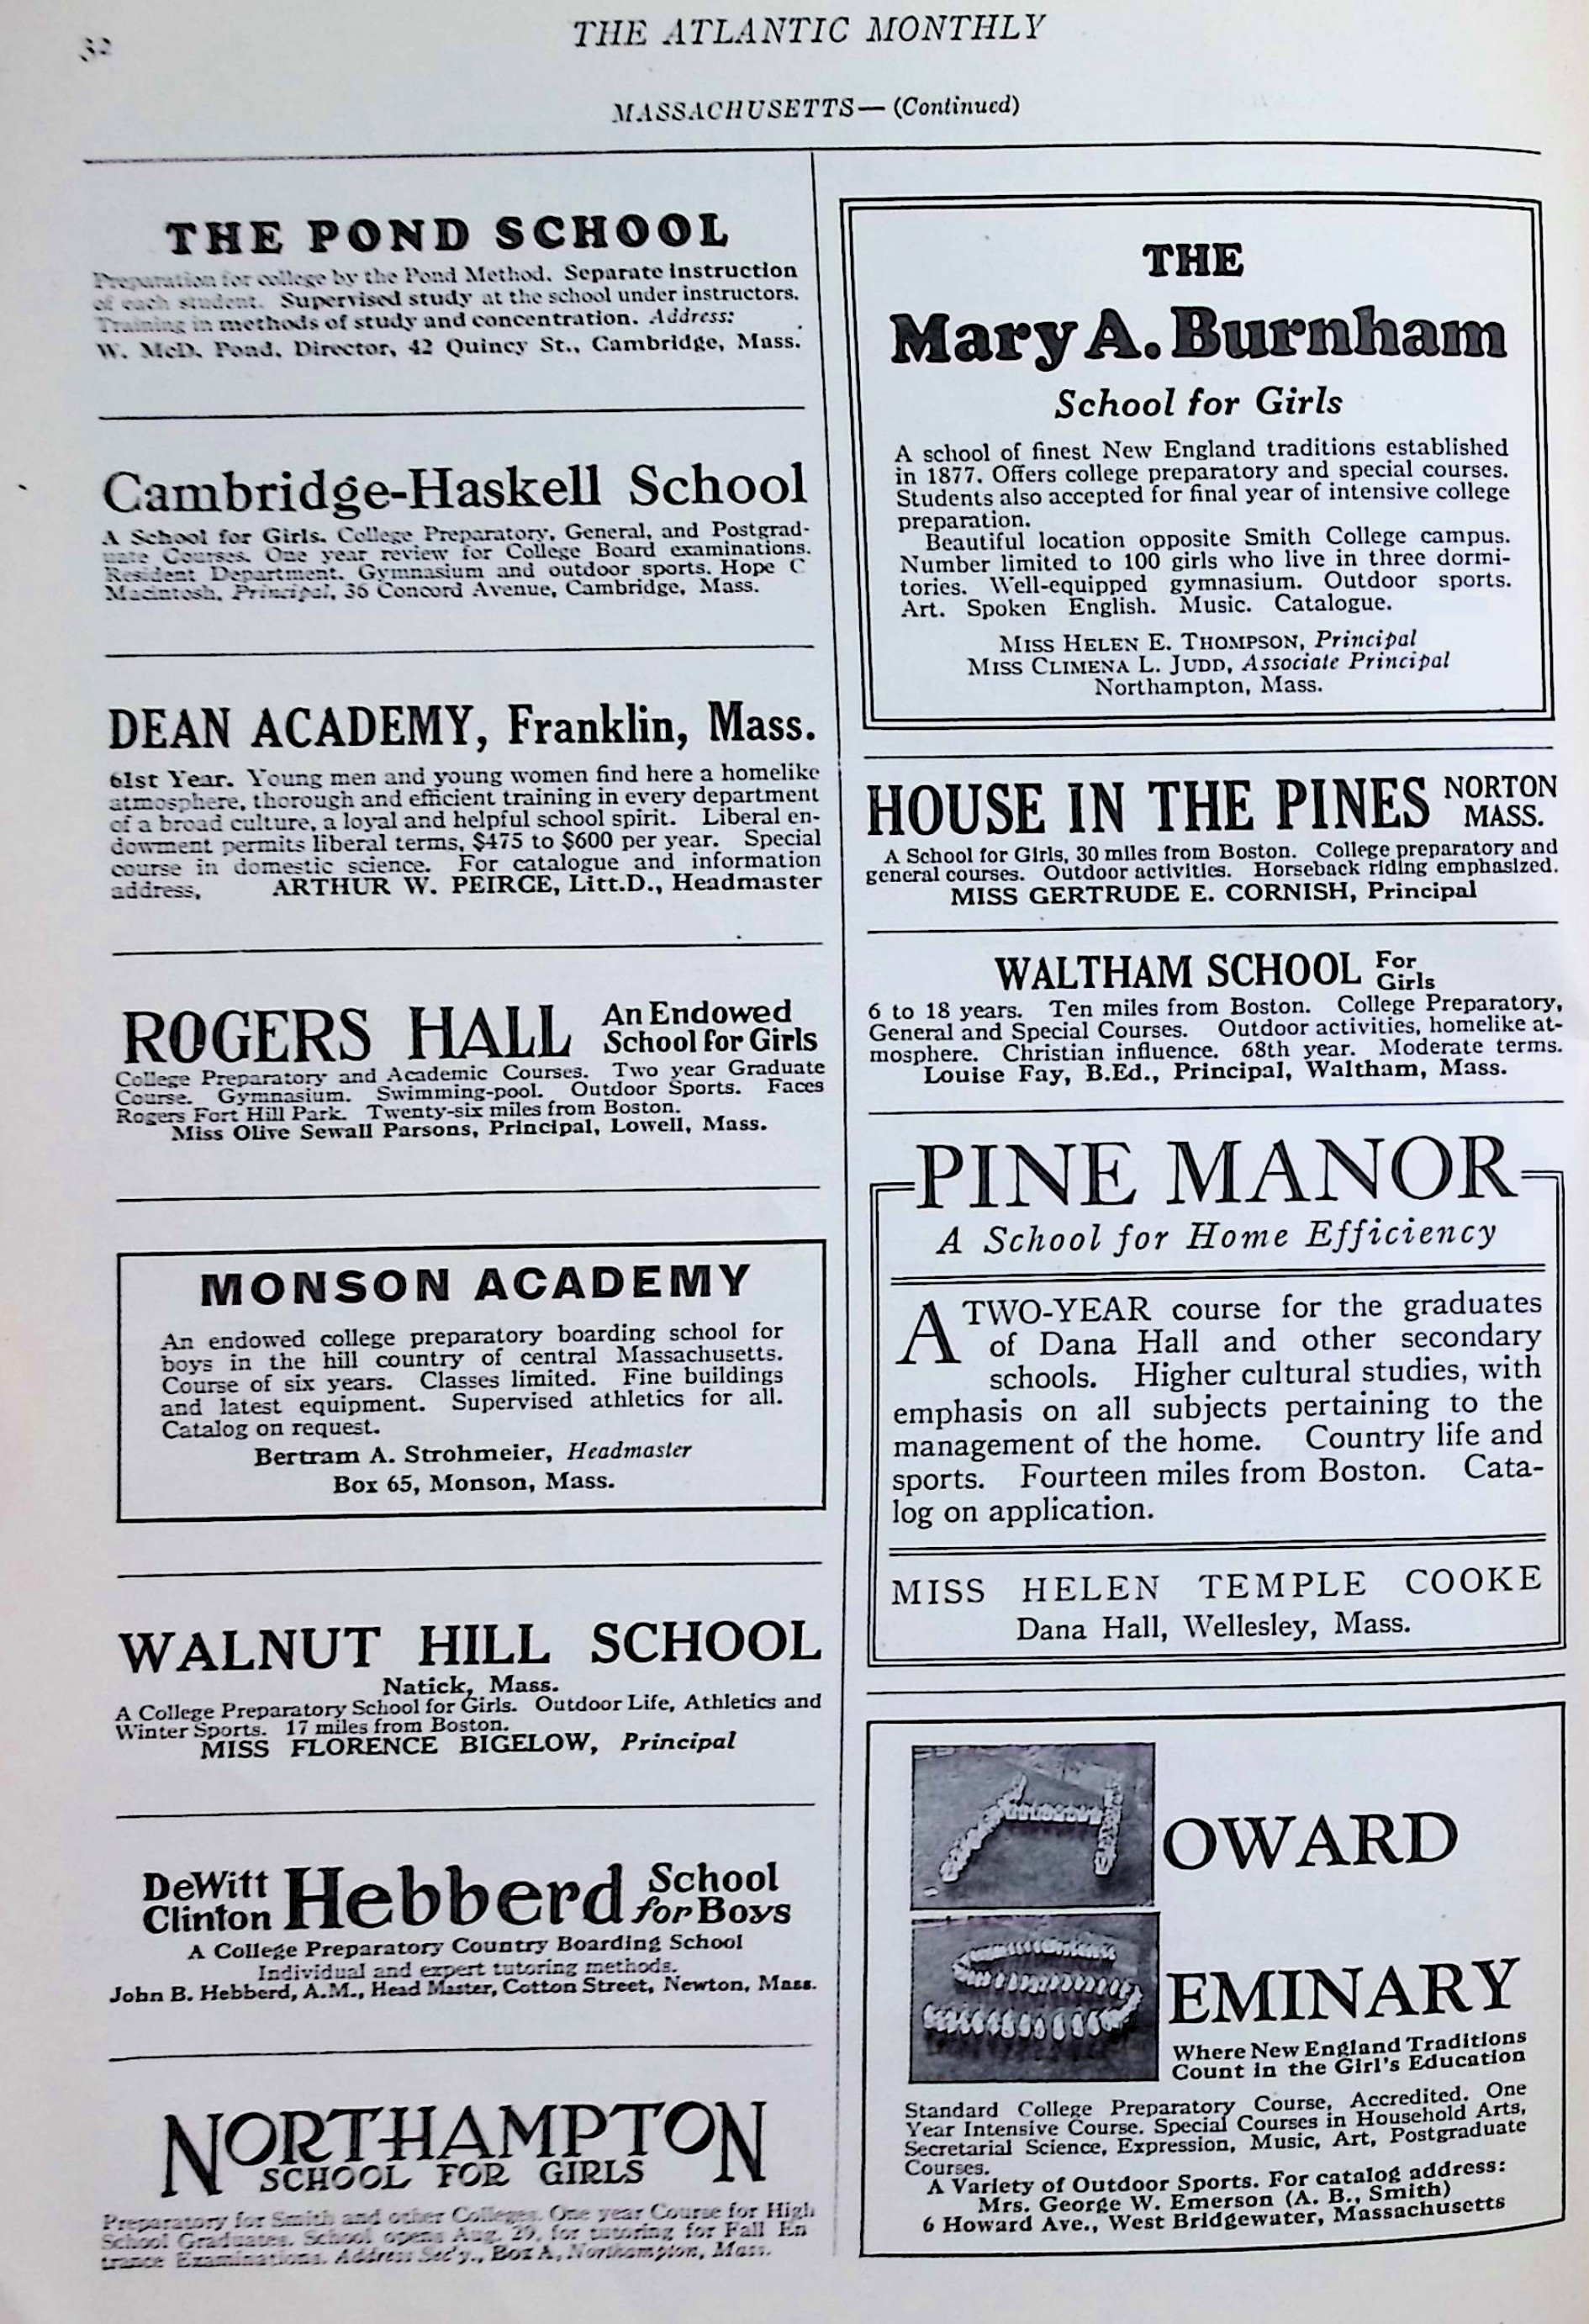 32
THE ATLANTIC MONTHLY
MASSACHUSETTS— (Continued)
THE POND SCHOOL
Preparation for college by the Pond Method. Separate instruction
of each student. Supervised study at the school under instructors.
Training in methods of study and concentration. Address:
W. McD. Pond, Director, 42 Quincy St., Cambridge, Mass.
Cambridge-Haskell School
A School for Girls. College Preparatory, General, and Postgrad-
uate Courses. One year review for College Board examinations.
Resident Department. Gymnasium and outdoor sports. Hope C
Macintosh, Principal, 36 Concord Avenue, Cambridge, Mass.
DEAN ACADEMY, Franklin, Mass.
61st Year. Young men and young women find here a homelike
atmosphere, thorough and efficient training in every department
of a broad culture, a loyal and helpful school spirit. Liberal en-
dowment permits liberal terms, $475 to $600 per year. Special
course in domestic science. For catalogue and information
address, ARTHUR W. PEIRCE, Litt.D., Headmaster
ROGERS HALL An Endowed
School for Girls
College Preparatory and Academic Courses. Two year Graduate
Course. Gymnasium. Swimming-pool. Outdoor Sports. Faces
Rogers Fort Hill Park. Twenty-six miles from Boston.
Miss Olive Sewall Parsons, Principal, Lowell, Mass.
MONSON ACADEMY
An endowed college preparatory boarding school for
boys in the hill country of central Massachusetts.
Course of six years. Classes limited. Fine buildings
and latest equipment. Supervised athletics for all.
Catalog on request.
Bertram A. Strohmeier, Headmaster
Box 65, Monson, Mass.
WALNUT HILL SCHOOL
Natick, Mass.
A College Preparatory School for Girls. Outdoor Life, Athletics and
Winter Sports. 17 miles from Boston.
MISS FLORENCE BIGELOW, Principal
DeWitt
Clinton Hebberd School
for Boys
A College Preparatory Country Boarding School
Individual and expert tutoring methods.
John B. Hebberd, A.M., Head Master, Cotton Street, Newton, Mass.
NORTHAMPTON
SCHOOL FOR GIRLS
Preparatory for Smith and other Colleges. One year Course for High
School Graduates. School opens Aug. 29, for tutoring for Fall En
trance Examinations. Address Sec'y., Box A, Northampton, Mass.
THE
Mary A. Burnham
School for Girls
A school of finest New England traditions established
in 1877. Offers college preparatory and special courses.
Students also accepted for final year of intensive college
preparation.
Beautiful location opposite Smith College campus.
Number limited to 100 girls who live in three dormi-
tories. Well-equipped gymnasium. Outdoor sports.
Art. Spoken English. Music. Catalogue.
MISS HELEN E. THOMPSON, Principal
MISS CLIMENA L. JUDD, Associate Principal
Northampton, Mass.
HOUSE IN THE PINES NORTON
MASS.
A School for Girls, 30 miles from Boston. College preparatory and
general courses. Outdoor activities. Horseback riding emphasized.
MISS GERTRUDE E. CORNISH, Principal
WALTHAM SCHOOL For
Girls
6 to 18 years. Ten miles from Boston. College Preparatory,
General and Special Courses. Outdoor activities, homelike at-
mosphere. Christian influence. 68th year. Moderate terms.
Louise Fay, B.Ed., Principal, Waltham, Mass.
PINE MANOR
A School for Home Efficiency
A TWO-YEAR course for the graduates
of Dana Hall and other secondary
schools. Higher cultural studies, with
emphasis on all subjects pertaining to the
management of the home. Country life and
sports. Fourteen miles from Boston. Cata-
log on application.
MISS HELEN TEMPLE COOKE
Dana Hall, Wellesley, Mass.
HOWARD
SEMINARY
Where New England Traditions
Count in the Girl's Education
Standard College Preparatory Course, Accredited. One
Year Intensive Course. Special Courses in Household Arts,
Secretarial Science, Expression, Music, Art, Postgraduate
Courses.
A Variety of Outdoor Sports. For catalog address:
Mrs. George W. Emerson (A. B., Smith)
6 Howard Ave., West Bridgewater, Massachusetts